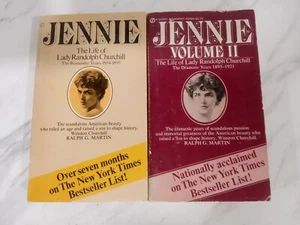 JENNIE
The Life of
Lady Randolph Churchill
The Romantic Years 1854-1895
The scandalous American beauty
who ruled an age and raised a son to shape history,
Winston Churchill
RALPH G. MARTIN
Over seven months
on The New York Times
Bestseller List!
JENNIE
VOLUME II
The Life of Lady Randolph Churchill
The Dramatic Years 1895-1921
The romantic years of scandalous passion
and immortal greatness of the American beauty who
raised a son to shape history, Winston Churchill
RALPH G. MARTIN
Nationally acclaimed
on The New York Times
Bestseller List!